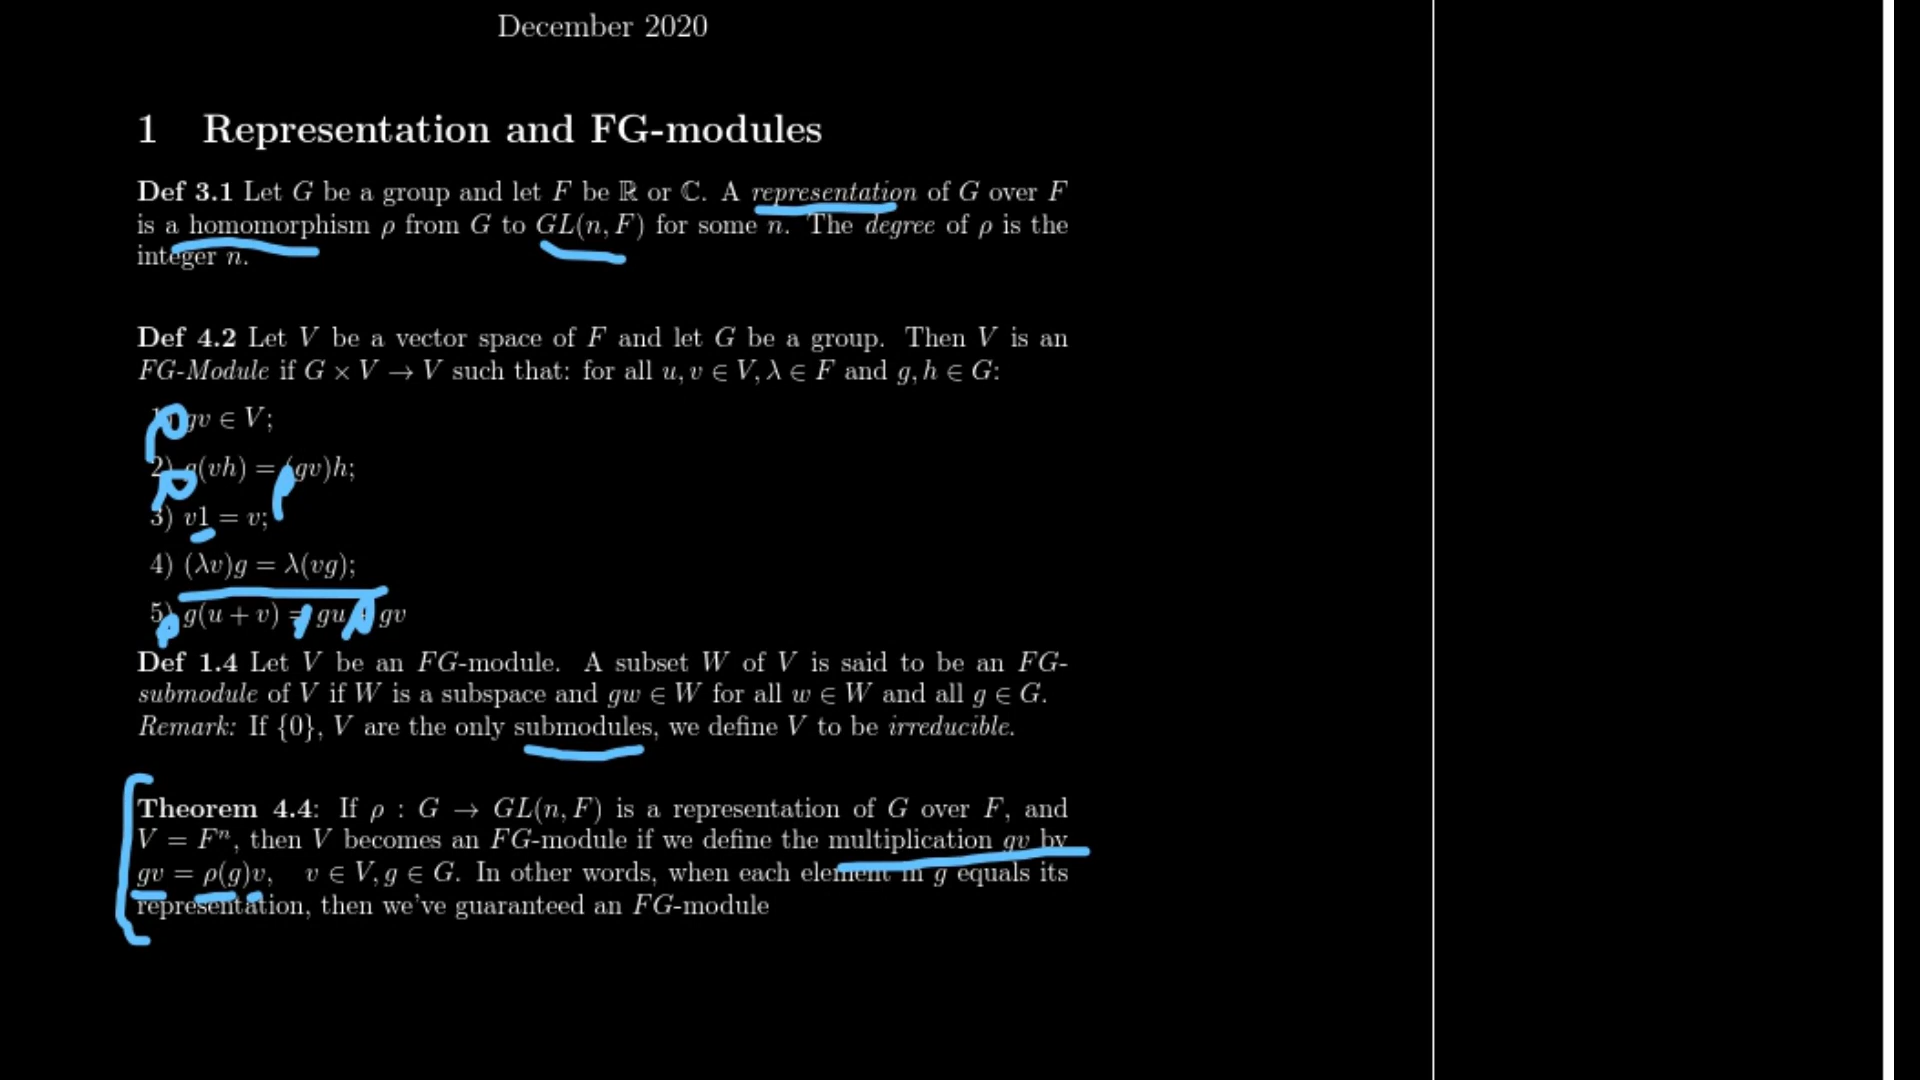 December 2020
1 Representation and FG-modules
Def 3.1 Let G be a group and let F be ℝ or ℂ. A representation of G over F
is a homomorphism ρ from G to GL(n, F) for some n. The degree of ρ is the
integer n.
Def 4.2 Let V be a vector space of F and let G be a group. Then V is an
FG-Module if G × V → V such that: for all u, v ∈ V, λ ∈ F and g, h ∈ G:
ρ gv ∈ V;
2) g(vh) = (gv)h;
ρ ρ
3) v1 = v;
4) (λv)g = λ(vg);
5) g(u + v) = gu + gv
ρ ρ ρ
Def 1.4 Let V be an FG-module. A subset W of V is said to be an FG-
submodule of V if W is a subspace and gw ∈ W for all w ∈ W and all g ∈ G.
Remark: If {0}, V are the only submodules, we define V to be irreducible.
Theorem 4.4: If ρ : G → GL(n, F) is a representation of G over F, and
V = Fⁿ, then V becomes an FG-module if we define the multiplication gv by
gv = ρ(g)v, v ∈ V, g ∈ G. In other words, when each element in g equals its
representation, then we've guaranteed an FG-module